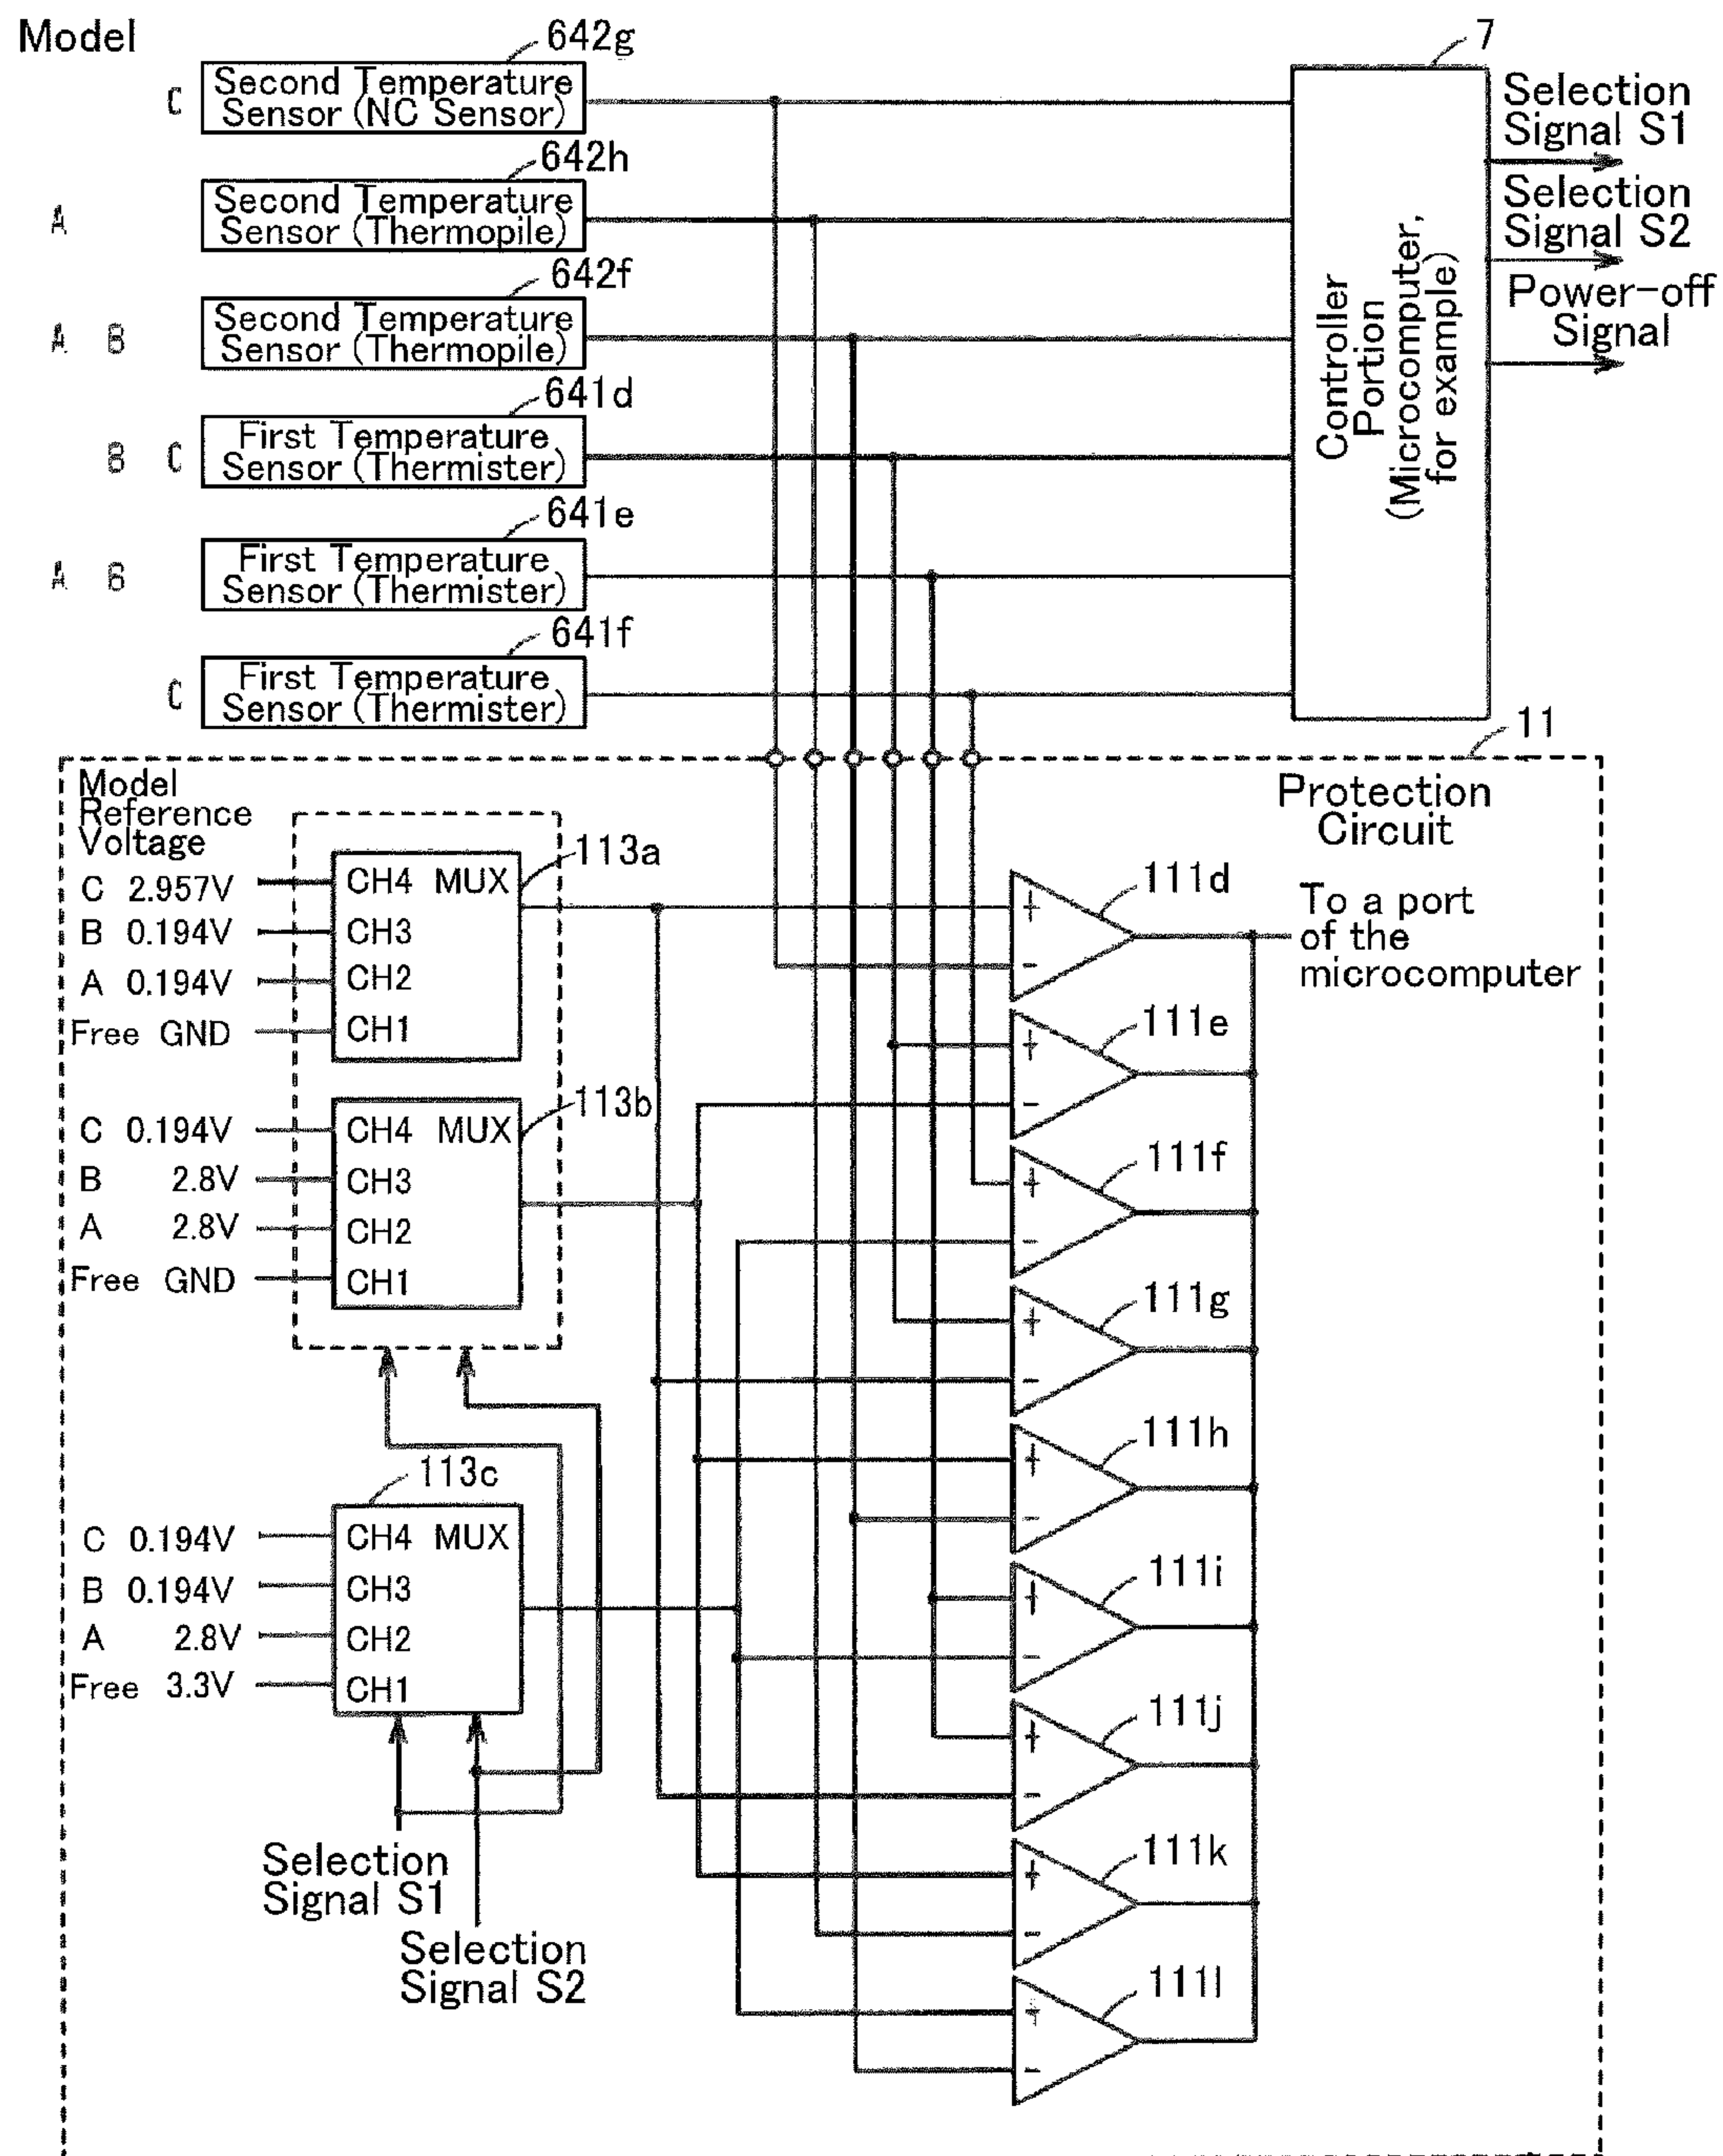 Model
642g
C
Second Temperature
Sensor (NC Sensor)
642h
A
Second Temperature
Sensor (Thermopile)
642f
A B
Second Temperature
Sensor (Thermopile)
641d
B C
First Temperature
Sensor (Thermister)
641e
A B
First Temperature
Sensor (Thermister)
641f
C
First Temperature
Sensor (Thermister)
7
Controller
Portion
(Microcomputer,
for example)
Selection
Signal S1
Selection
Signal S2
Power-off
Signal
11
Protection
Circuit
Model
Reference
Voltage
113a
C 2.957V CH4 MUX
B 0.194V CH3
A 0.194V CH2
Free GND CH1
113b
C 0.194V CH4 MUX
B 2.8V CH3
A 2.8V CH2
Free GND CH1
113c
C 0.194V CH4 MUX
B 0.194V CH3
A 2.8V CH2
Free 3.3V CH1
Selection
Signal S1
Selection
Signal S2
111d
+
-
To a port
of the
microcomputer
111e
+
-
111f
+
-
111g
+
-
111h
+
-
111i
+
-
111j
+
-
111k
+
-
111l
+
-